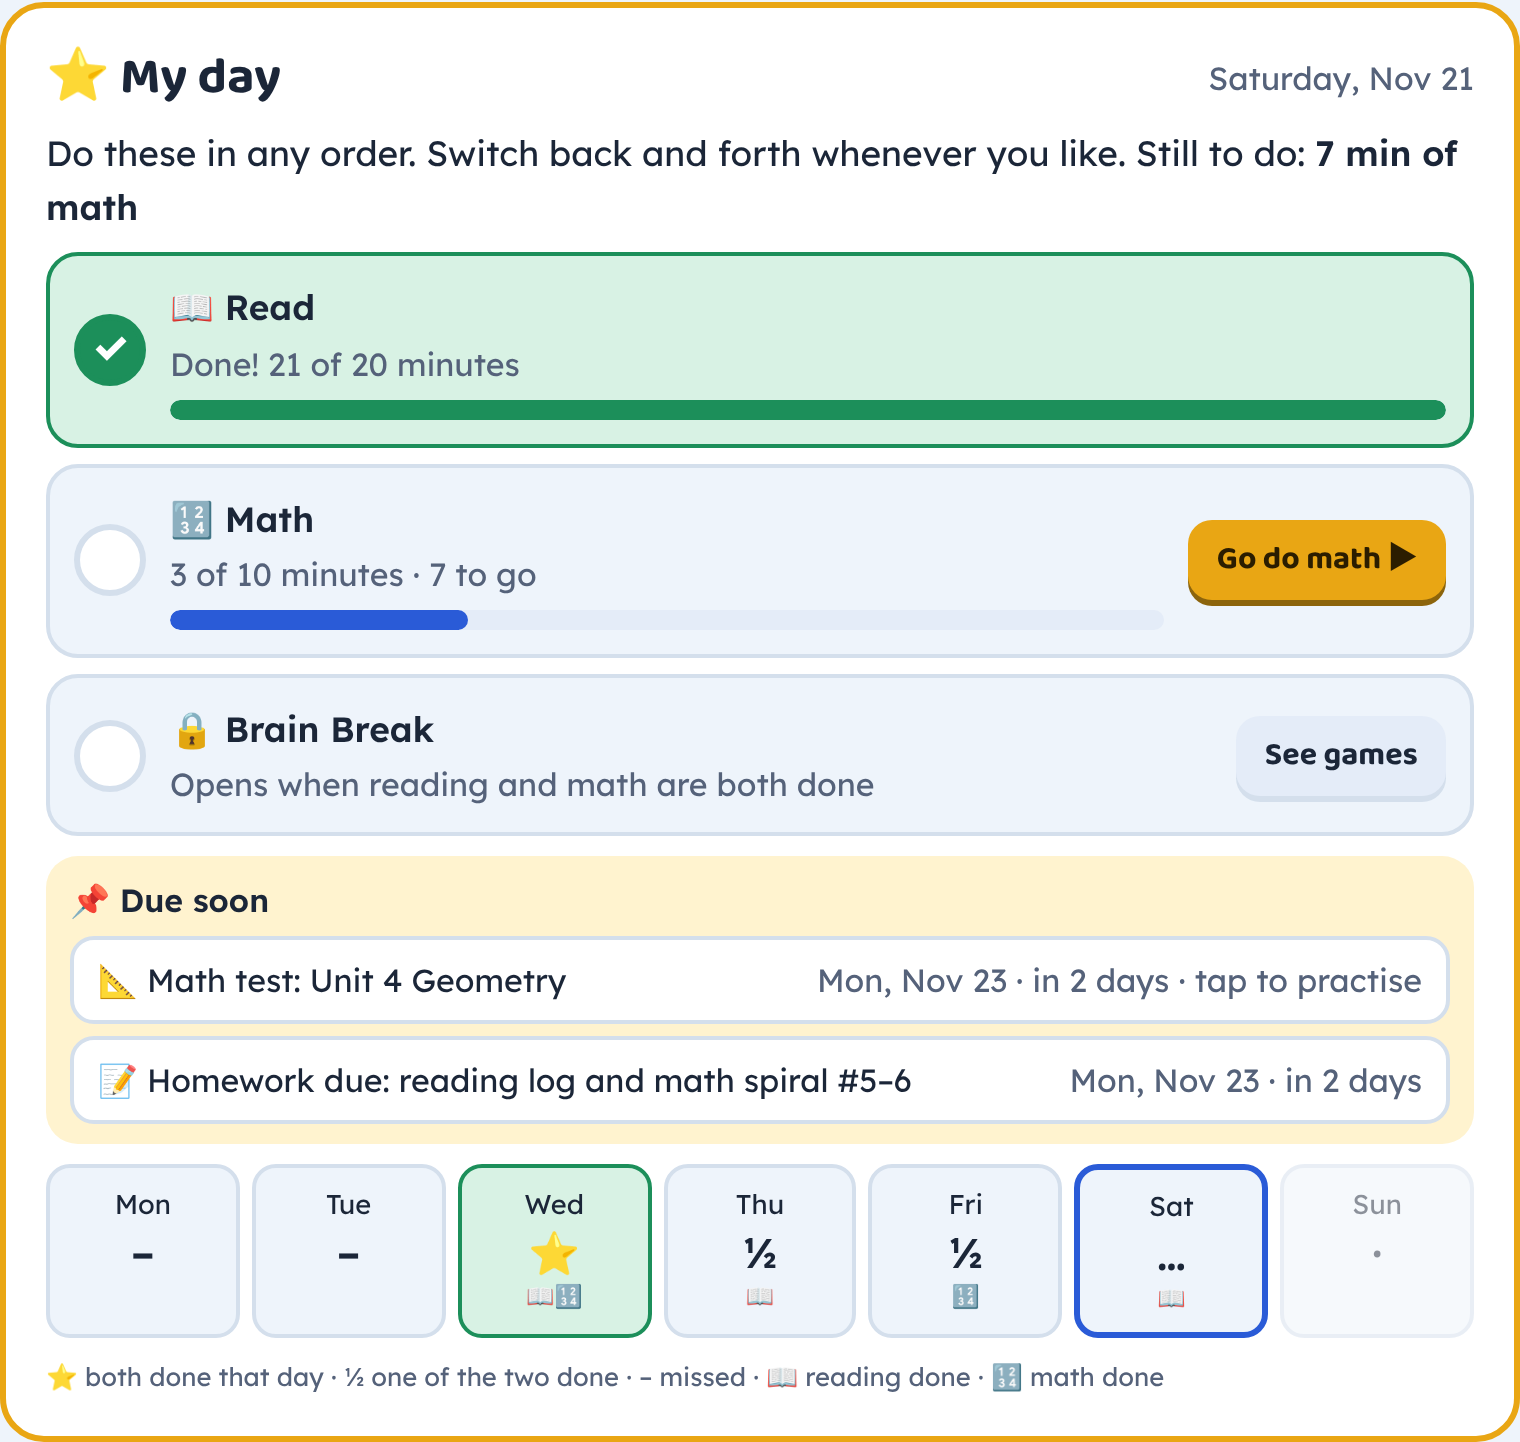 ⭐ My day
Saturday, Nov 21
Do these in any order. Switch back and forth whenever you like. Still to do: 7 min of
math
📖 Read
Done! 21 of 20 minutes
🔢 Math
3 of 10 minutes · 7 to go
Go do math ▶
🔒 Brain Break
Opens when reading and math are both done
See games
📌 Due soon
📐 Math test: Unit 4 Geometry
Mon, Nov 23 · in 2 days · tap to practise
📝 Homework due: reading log and math spiral #5–6
Mon, Nov 23 · in 2 days
Mon
–
Tue
–
Wed
⭐
📖🔢
Thu
½
📖
Fri
½
🔢
Sat
…
📖
Sun
·
⭐ both done that day · ½ one of the two done · – missed · 📖 reading done · 🔢 math done